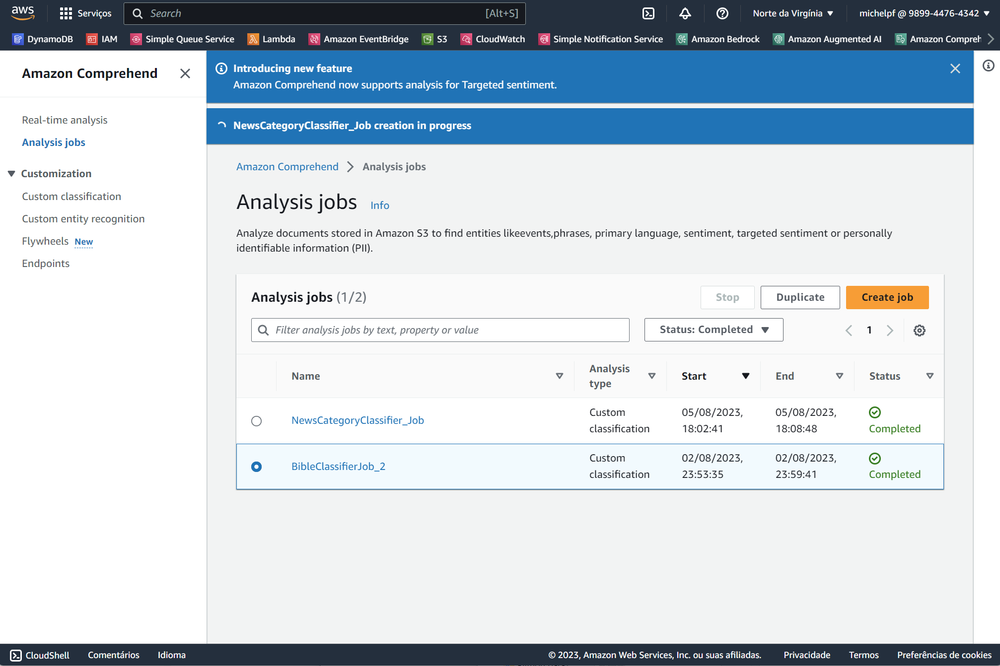 aws
Serviços
Search [Alt+S]
Norte da Virgínia
michelpf @ 9899-4476-4342
DynamoDB
IAM
Simple Queue Service
Lambda
Amazon EventBridge
S3
CloudWatch
Simple Notification Service
Amazon Bedrock
Amazon Augmented AI
Amazon Compreh
Amazon Comprehend
Real-time analysis
Analysis jobs
Customization
Custom classification
Custom entity recognition
Flywheels New
Endpoints
Introducing new feature
Amazon Comprehend now supports analysis for Targeted sentiment.
NewsCategoryClassifier_Job creation in progress
Amazon Comprehend Analysis jobs
Analysis jobs Info
Analyze documents stored in Amazon S3 to find entities likeevents,phrases, primary language, sentiment, targeted sentiment or personally
identifiable information (PII).
Analysis jobs (1/2)
Stop
Duplicate
Create job
Filter analysis jobs by text, property or value
Status: Completed
1
Name
Analysis
type
Start
End
Status
NewsCategoryClassifier_Job
Custom
classification
05/08/2023,
18:02:41
05/08/2023,
18:08:48
Completed
BibleClassifierJob_2
Custom
classification
02/08/2023,
23:53:35
02/08/2023,
23:59:41
Completed
CloudShell
Comentários
Idioma
© 2023, Amazon Web Services, Inc. ou suas afiliadas.
Privacidade
Termos
Preferências de cookies